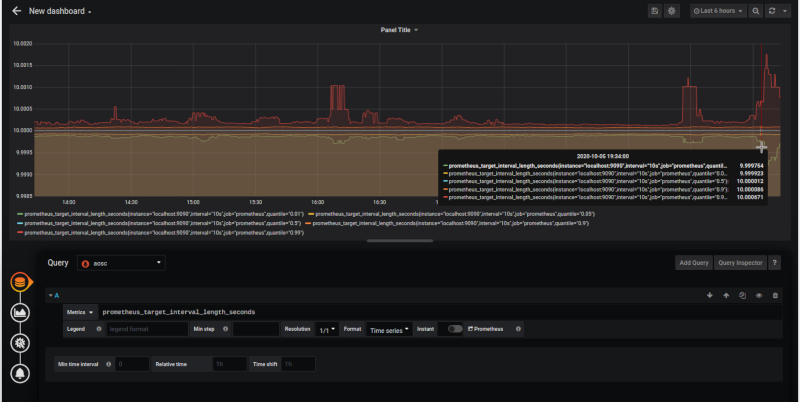 New dashboard
Last 6 hours
Panel Title
10.0020
10.0015
10.0010
10.0005
10.0000
9.9995
9.9990
9.9985
14:00
14:30
15:00
15:30
16:00
16:30
2020-10-05 19:34:00
prometheus_target_interval_length_seconds{instance="localhost:9090",interval="10s",job="prometheus",quantil... 9.999754
prometheus_target_interval_length_seconds{instance="localhost:9090",interval="10s",job="prometheus",quantile="0.0... 9.999923
prometheus_target_interval_length_seconds{instance="localhost:9090",interval="10s",job="prometheus",quantile="0.5"} 10.000012
prometheus_target_interval_length_seconds{instance="localhost:9090",interval="10s",job="prometheus",quantile="0.9"} 10.000086
prometheus_target_interval_length_seconds{instance="localhost:9090",interval="10s",job="prometheus",quantile="0.9... 10.000671
prometheus_target_interval_length_seconds{instance="localhost:9090",interval="10s",job="prometheus",quantile="0.01"} prometheus_target_interval_length_seconds{instance="localhost:9090",interval="10s",job="prometheus",quantile="0.05"}
prometheus_target_interval_length_seconds{instance="localhost:9090",interval="10s",job="prometheus",quantile="0.5"} prometheus_target_interval_length_seconds{instance="localhost:9090",interval="10s",job="prometheus",quantile="0.9"}
prometheus_target_interval_length_seconds{instance="localhost:9090",interval="10s",job="prometheus",quantile="0.99"}
Query aosc Add Query Query Inspector ?
A
Metrics prometheus_target_interval_length_seconds
Legend legend format Min step Resolution 1/1 Format Time series Instant Prometheus
Min time interval 0 Relative time 1h Time shift 1h